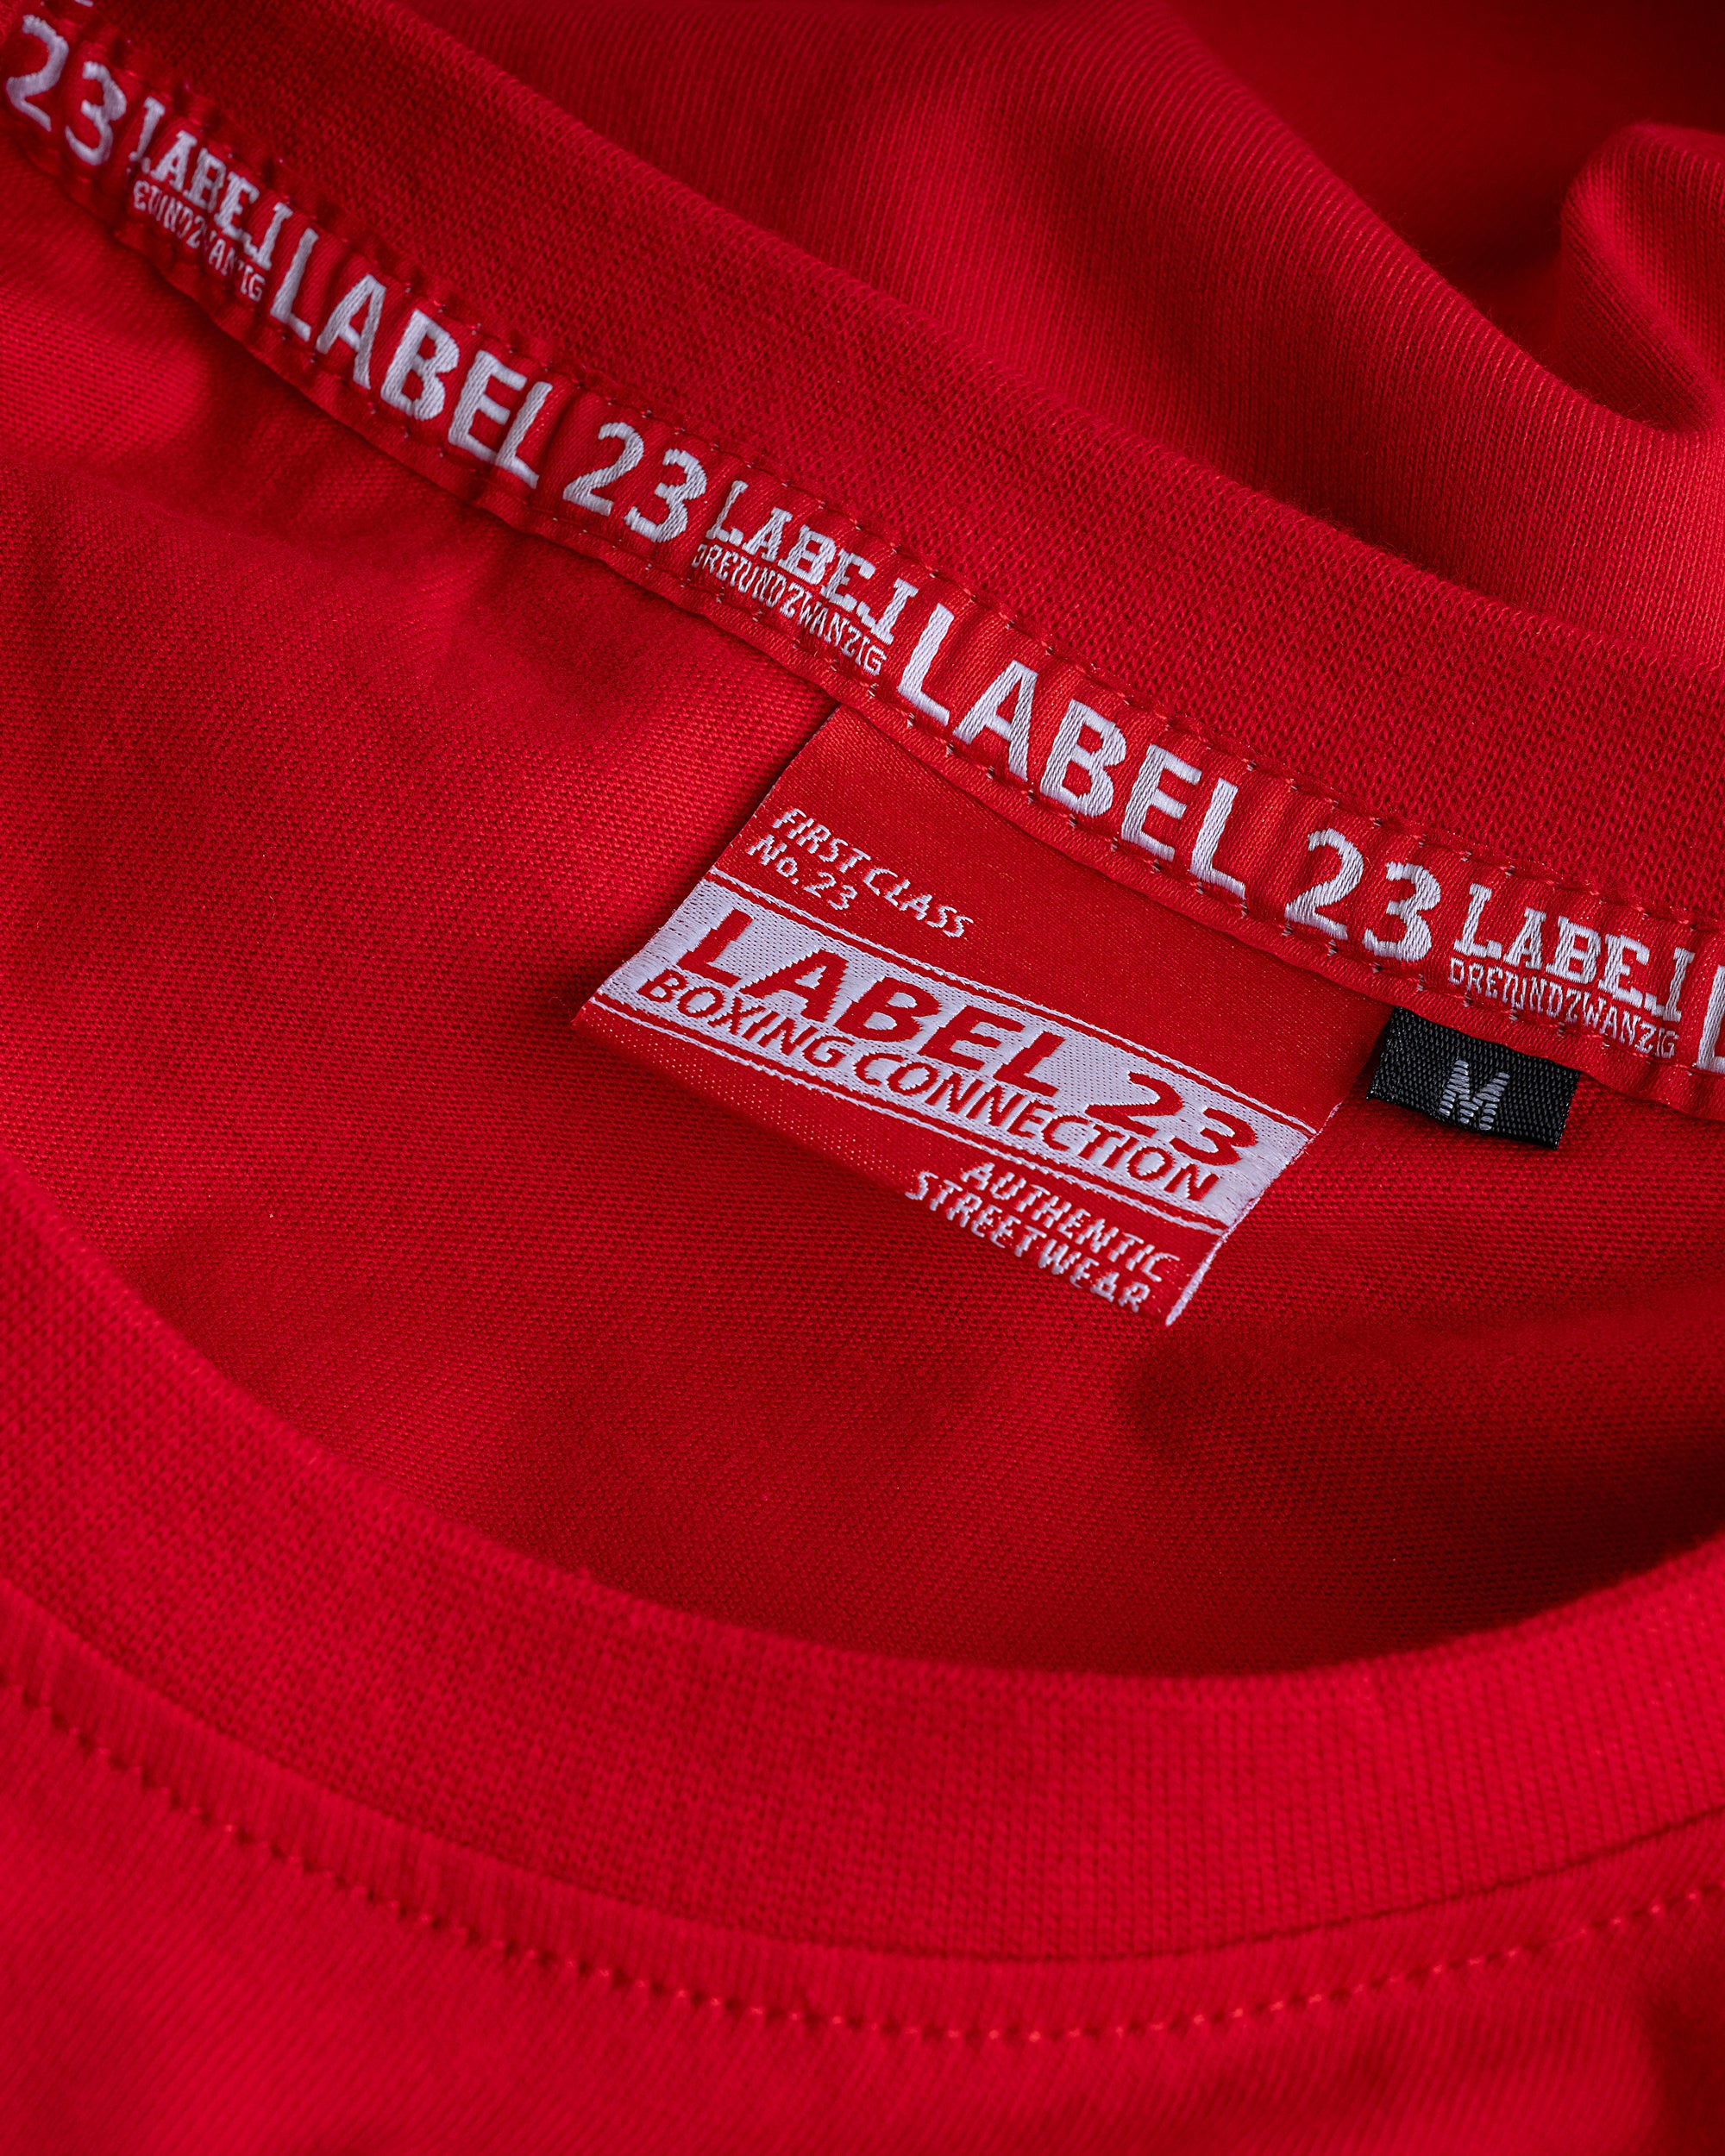 23 LABEL LABEL 23 LABEL LABEL 23 LABEL
DREIUNDZWANZIG
DREIUNDZWANZIG
FIRST CLASS
No.23
LABEL 23
BOXING CONNECTION
AUTHENTIC
STREETWEAR
M